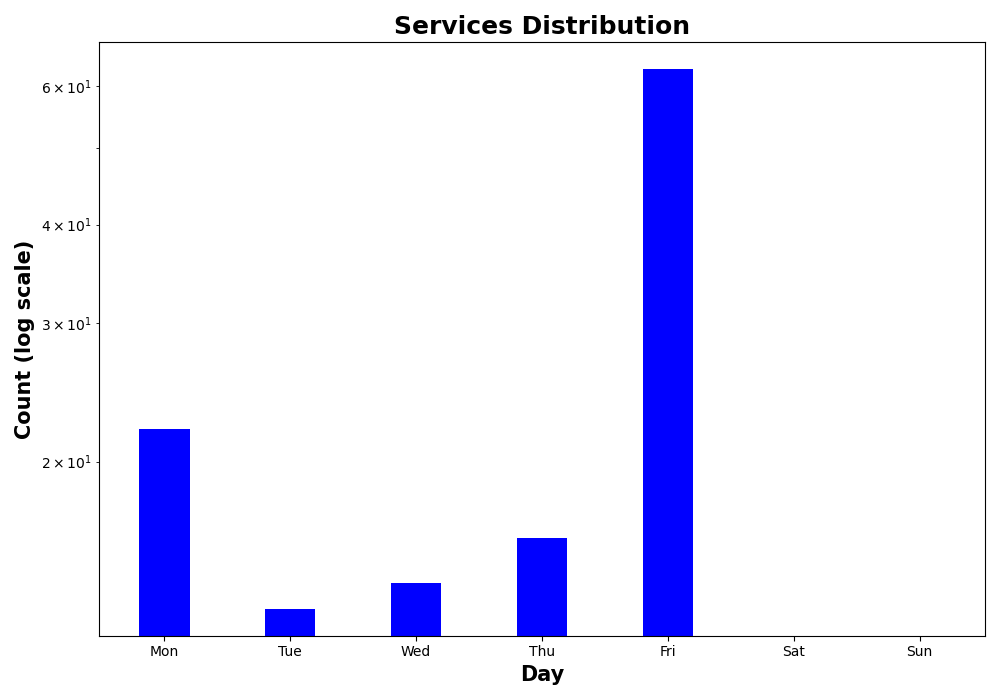 Services Distribution
6 × 10¹
4 × 10¹
3 × 10¹
2 × 10¹
Count (log scale)
Mon Tue Wed Thu Fri Sat Sun
Day